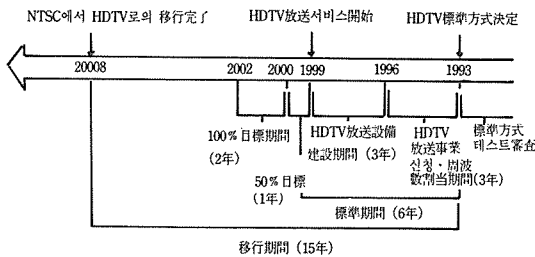 NTSC에서 HDTV로의 移行完了
HDTV放送서비스開始
HDTV標準方式決定
20008
2002
2000
1999
1996
1993
100%目標期間
(2年)
50%目標
(1年)
HDTV放送設備
建設期間 (3年)
HDTV
放送事業
신청・周波
數割当期間(3年)
標準方式
테스트審査
標準期間 (6年)
移行期間 (15年)